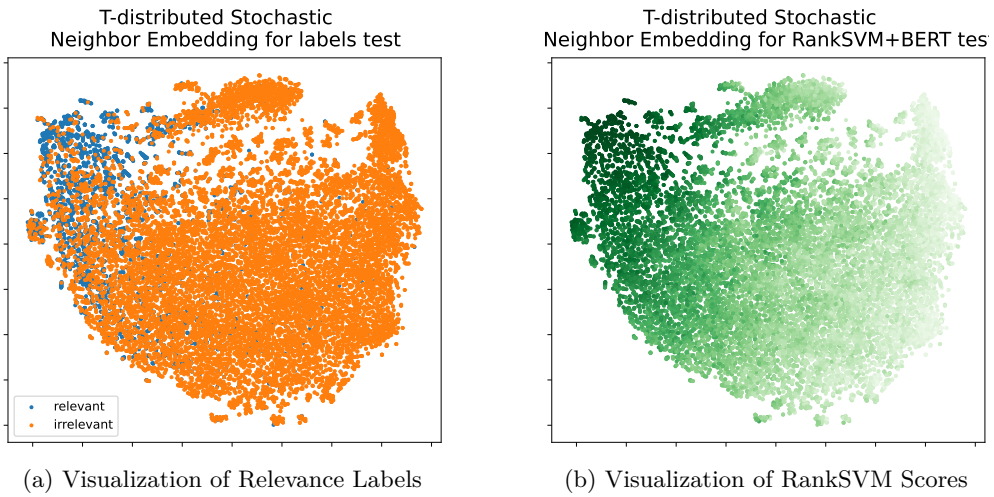 T-distributed Stochastic
Neighbor Embedding for labels test
relevant
irrelevant
(a) Visualization of Relevance Labels
T-distributed Stochastic
Neighbor Embedding for RankSVM+BERT test
(b) Visualization of RankSVM Scores